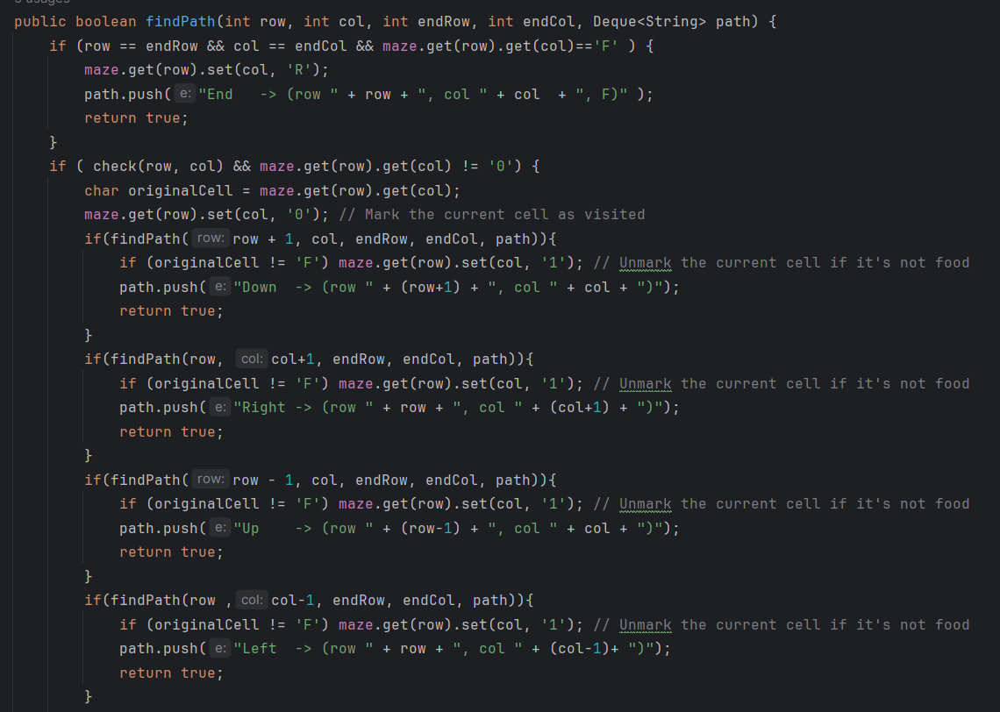 public boolean findPath(int row, int col, int endRow, int endCol, Deque<String> path) {
if (row == endRow && col == endCol && maze.get(row).get(col)=='F' ) {
maze.get(row).set(col, 'R');
path.push( e: "End   -> (row " + row + ", col " + col  + ", F)" );
return true;
}
if ( check(row, col) && maze.get(row).get(col) != '0') {
char originalCell = maze.get(row).get(col);
maze.get(row).set(col, '0'); // Mark the current cell as visited
if(findPath( row: row + 1, col, endRow, endCol, path)){
if (originalCell != 'F') maze.get(row).set(col, '1'); // Unmark the current cell if it's not food
path.push( e: "Down  -> (row " + (row+1) + ", col " + col + ")");
return true;
}
if(findPath(row, col: col+1, endRow, endCol, path)){
if (originalCell != 'F') maze.get(row).set(col, '1'); // Unmark the current cell if it's not food
path.push( e: "Right -> (row " + row + ", col " + (col+1) + ")");
return true;
}
if(findPath( row: row - 1, col, endRow, endCol, path)){
if (originalCell != 'F') maze.get(row).set(col, '1'); // Unmark the current cell if it's not food
path.push( e: "Up    -> (row " + (row-1) + ", col " + col + ")");
return true;
}
if(findPath(row , col: col-1, endRow, endCol, path)){
if (originalCell != 'F') maze.get(row).set(col, '1'); // Unmark the current cell if it's not food
path.push( e: "Left  -> (row " + row + ", col " + (col-1)+ ")");
return true;
}